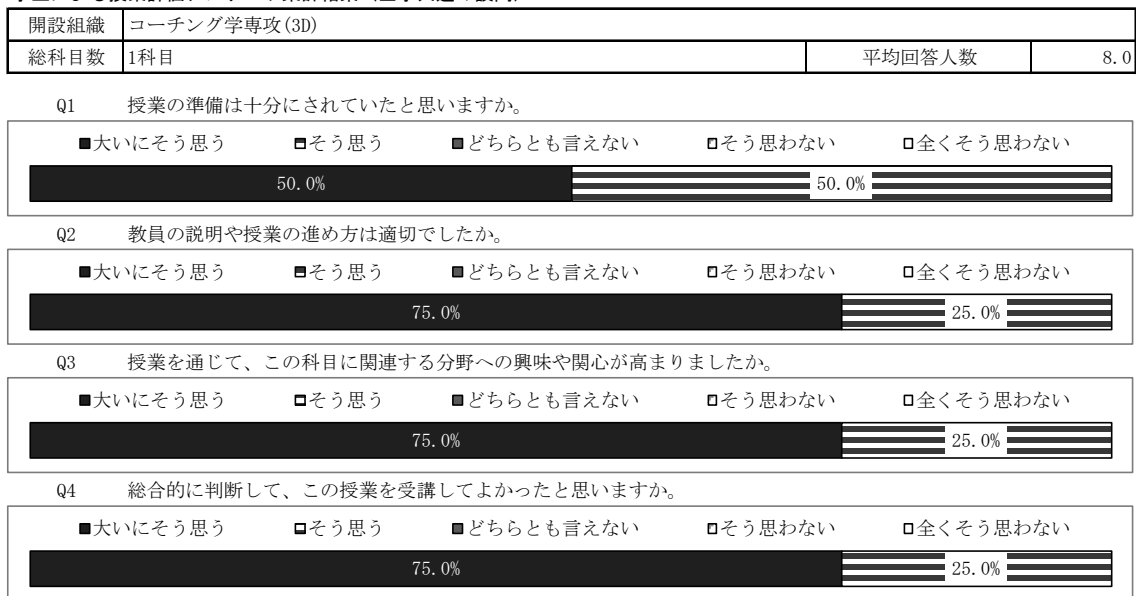 開設組織 コーチング学専攻(3D)
総科目数 1科目 平均回答人数 8.0
Q1 授業の準備は十分にされていたと思いますか。
■大いにそう思う □そう思う ■どちらとも言えない □そう思わない □全くそう思わない
50.0% 50.0%
Q2 教員の説明や授業の進め方は適切でしたか。
■大いにそう思う □そう思う ■どちらとも言えない □そう思わない □全くそう思わない
75.0% 25.0%
Q3 授業を通じて、この科目に関連する分野への興味や関心が高まりましたか。
■大いにそう思う □そう思う ■どちらとも言えない □そう思わない □全くそう思わない
75.0% 25.0%
Q4 総合的に判断して、この授業を受講してよかったと思いますか。
■大いにそう思う □そう思う ■どちらとも言えない □そう思わない □全くそう思わない
75.0% 25.0%